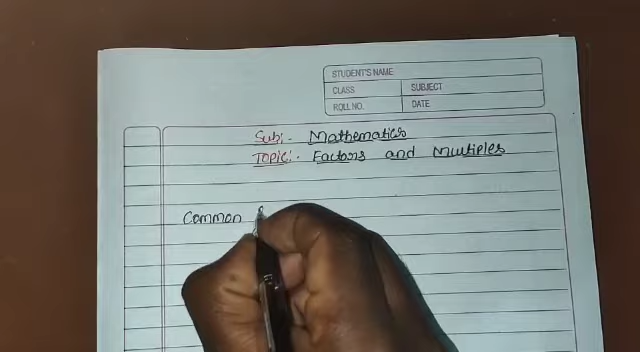 STUDENT'S NAME
CLASS SUBJECT
ROLL NO. DATE
Sub:- Mathematics
Topic:- Factors and Multiples
Common